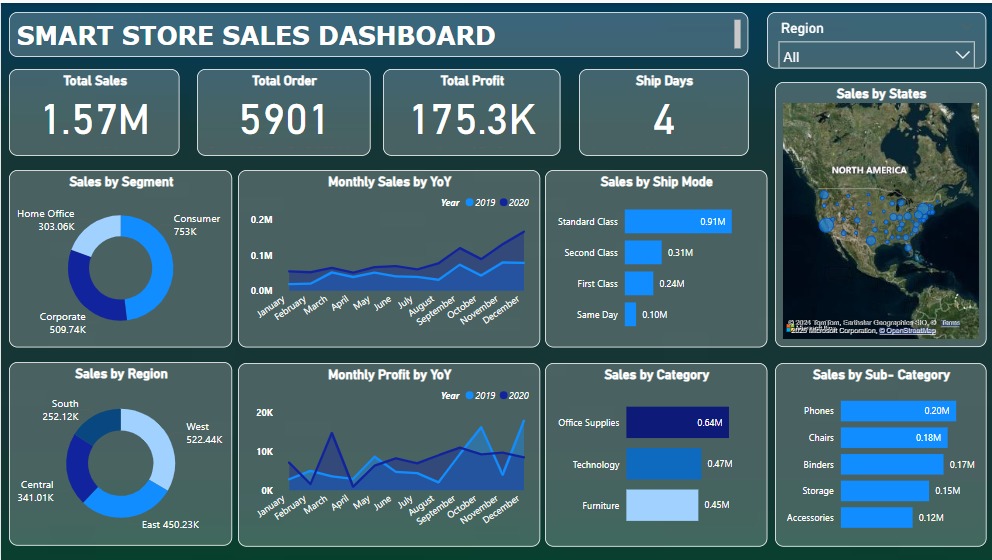 SMART STORE SALES DASHBOARD
Region
All
Total Sales
1.57M
Total Order
5901
Total Profit
175.3K
Ship Days
4
Sales by States
NORTH AMERICA
© 2024 TomTom, Earthstar Geographics SIO, © 
Microsoft Corporation, © OpenStreetMap
Terms
Sales by Segment
Home Office
303.06K
Consumer
753K
Corporate
509.74K
Monthly Sales by YoY
Year 2019 2020
0.2M
0.1M
0.0M
January
February
March
April
May
June
July
August
September
October
November
December
Sales by Ship Mode
Standard Class 0.91M
Second Class 0.31M
First Class 0.24M
Same Day 0.10M
Sales by Region
South
252.12K
West
522.44K
Central
341.01K
East 450.23K
Monthly Profit by YoY
Year 2019 2020
20K
10K
0K
January
February
March
April
May
June
July
August
September
October
November
December
Sales by Category
Office Supplies 0.64M
Technology 0.47M
Furniture 0.45M
Sales by Sub- Category
Phones 0.20M
Chairs 0.18M
Binders 0.17M
Storage 0.15M
Accessories 0.12M